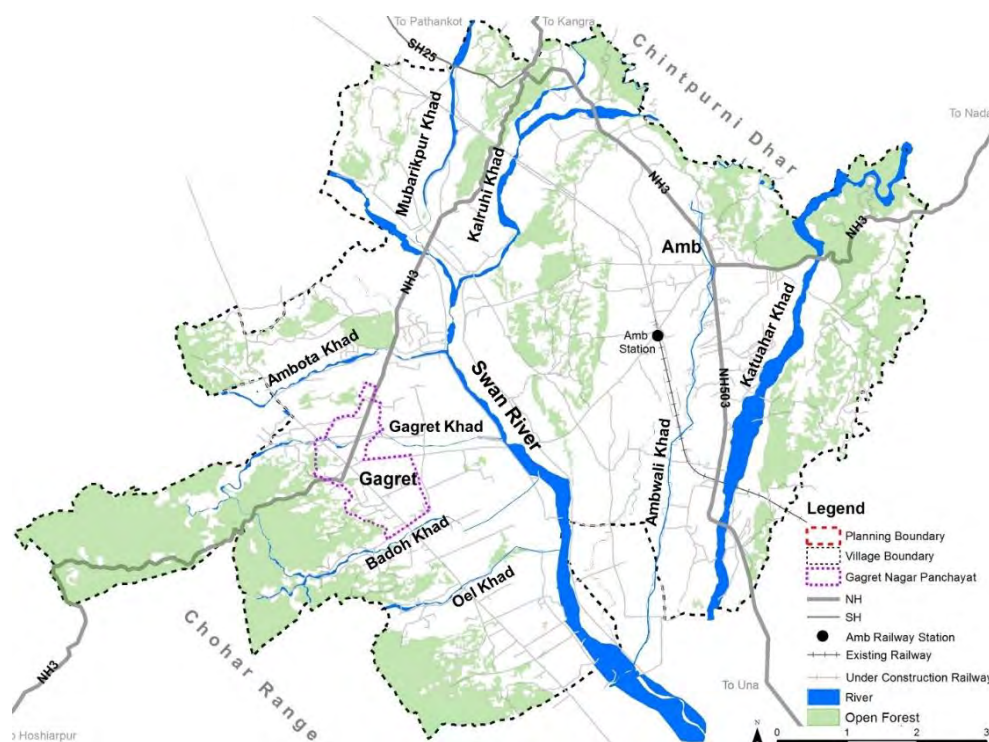 To Pathankot
To Kangra
SH25
Chintpurni Dhar
To Nada
Mubarikpur Khad
Kalruhi Khad
NH3
Amb
NH3
NH3
Katuahar Khad
Amb
Station
Ambota Khad
Swan River
NH503
Gagret Khad
Ambwali Khad
Gagret
Badoh Khad
Oel Khad
Chohar Range
NH3
To Una
o Hoshiarpur
Legend
Planning Boundary
Village Boundary
Gagret Nagar Panchayat
NH
SH
Amb Railway Station
Existing Railway
Under Construction Railway
River
Open Forest
N
0 1 2 3